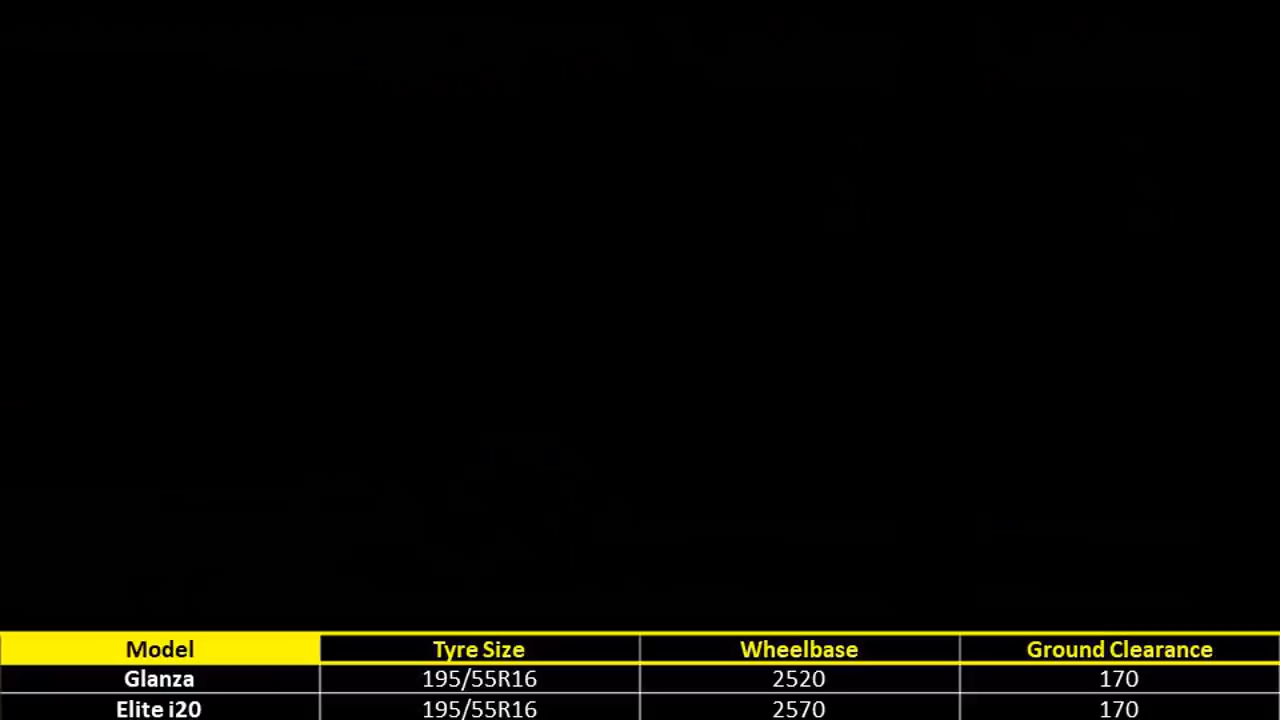 Model Tyre Size Wheelbase Ground Clearance
Glanza 195/55R16 2520 170
Elite i20 195/55R16 2570 170